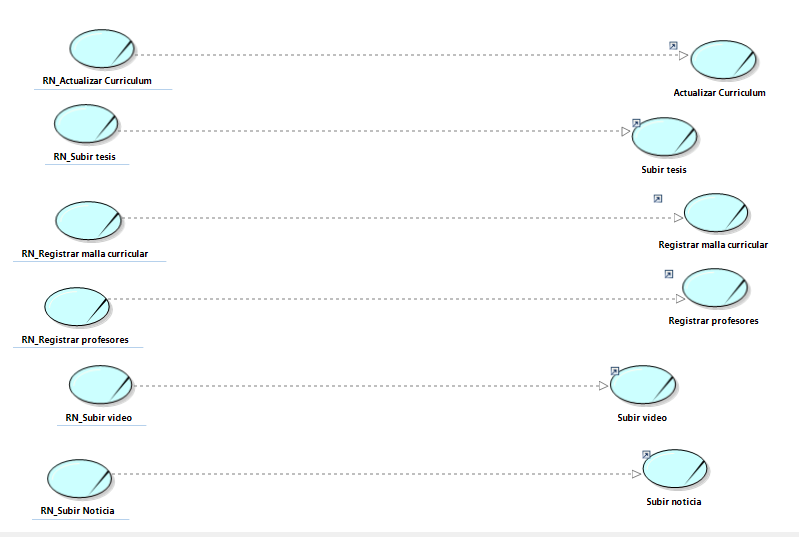 RN_Actualizar Curriculum
Actualizar Curriculum
RN_Subir tesis
Subir tesis
RN_Registrar malla curricular
Registrar malla curricular
RN_Registrar profesores
Registrar profesores
RN_Subir video
Subir video
RN_Subir Noticia
Subir noticia